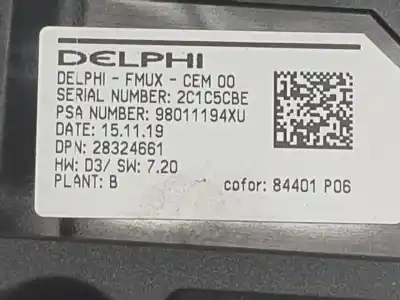 DELPHI
DELPHI - FMUX - CEM 00
SERIAL NUMBER: 2C1C5CBE
PSA NUMBER: 98011194XU
DATE: 15.11.19
DPN: 28324661
HW: D3/ SW: 7.20
PLANT: B
cofor: 84401 P06